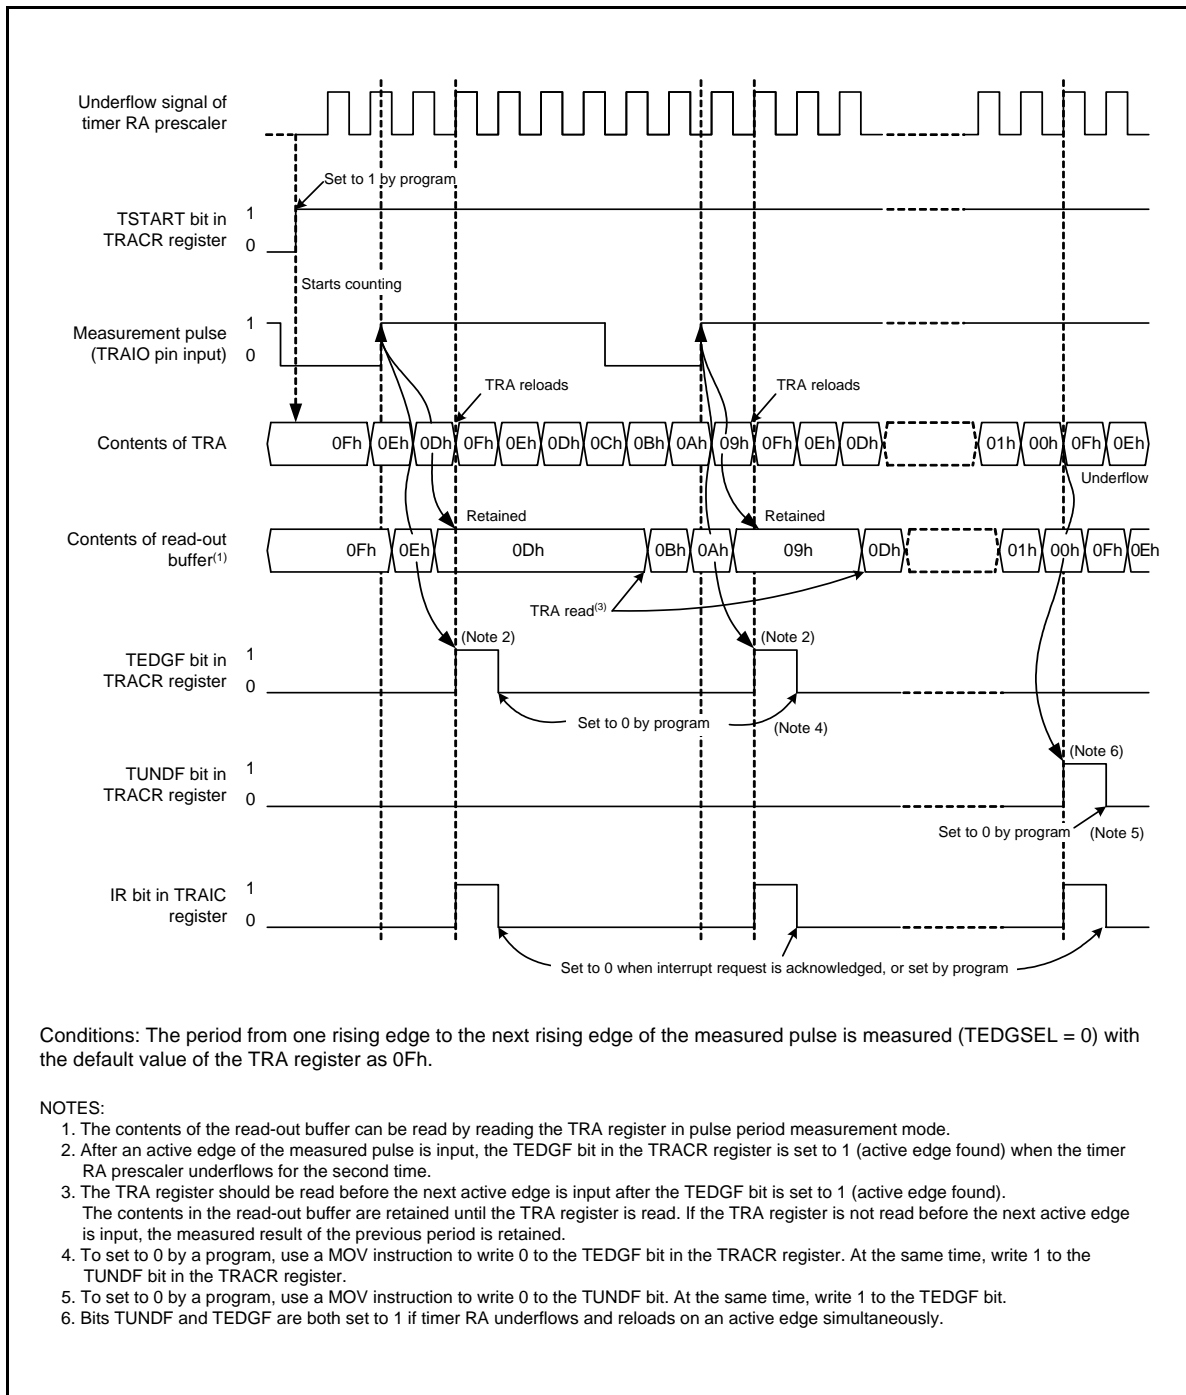 Underflow signal of
timer RA prescaler
Set to 1 by program
TSTART bit in
TRACR register
1
0
Starts counting
Measurement pulse
(TRAIO pin input)
1
0
TRA reloads
TRA reloads
Contents of TRA
0Fh 0Eh 0Dh 0Fh 0Eh 0Dh 0Ch 0Bh 0Ah 09h 0Fh 0Eh 0Dh 01h 00h 0Fh 0Eh
Underflow
Retained
Retained
Contents of read-out
buffer(1)
0Fh 0Eh 0Dh 0Bh 0Ah 09h 0Dh 01h 00h 0Fh 0Eh
TRA read(3)
(Note 2)
(Note 2)
TEDGF bit in
TRACR register
1
0
Set to 0 by program
(Note 4)
(Note 6)
TUNDF bit in
TRACR register
1
0
Set to 0 by program
(Note 5)
IR bit in TRAIC
register
1
0
Set to 0 when interrupt request is acknowledged, or set by program
Conditions: The period from one rising edge to the next rising edge of the measured pulse is measured (TEDGSEL = 0) with
the default value of the TRA register as 0Fh.
NOTES:
1. The contents of the read-out buffer can be read by reading the TRA register in pulse period measurement mode.
2. After an active edge of the measured pulse is input, the TEDGF bit in the TRACR register is set to 1 (active edge found) when the timer
RA prescaler underflows for the second time.
3. The TRA register should be read before the next active edge is input after the TEDGF bit is set to 1 (active edge found).
The contents in the read-out buffer are retained until the TRA register is read. If the TRA register is not read before the next active edge
is input, the measured result of the previous period is retained.
4. To set to 0 by a program, use a MOV instruction to write 0 to the TEDGF bit in the TRACR register. At the same time, write 1 to the
TUNDF bit in the TRACR register.
5. To set to 0 by a program, use a MOV instruction to write 0 to the TUNDF bit. At the same time, write 1 to the TEDGF bit.
6. Bits TUNDF and TEDGF are both set to 1 if timer RA underflows and reloads on an active edge simultaneously.